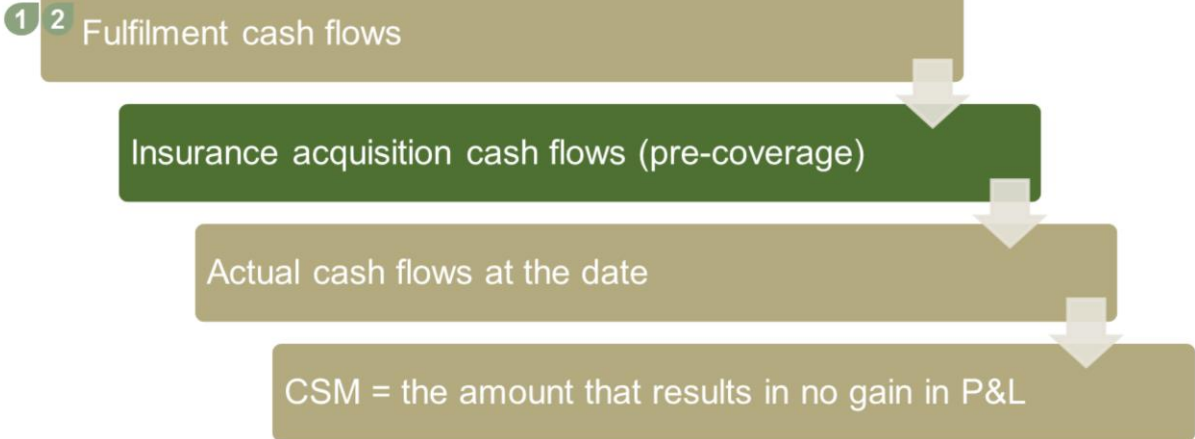 1 2 Fulfilment cash flows
Insurance acquisition cash flows (pre-coverage)
Actual cash flows at the date
CSM = the amount that results in no gain in P&L